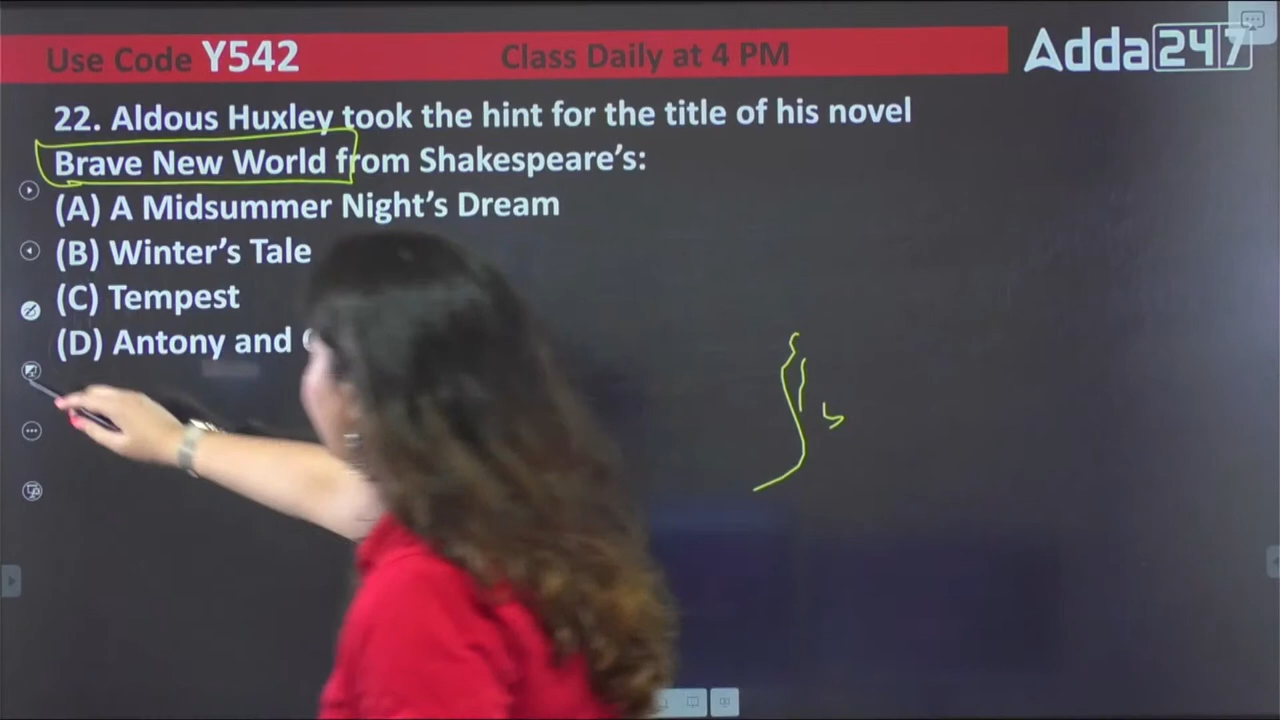 Use Code Y542 Class Daily at 4 PM Adda247
22. Aldous Huxley took the hint for the title of his novel
Brave New World from Shakespeare's:
(A) A Midsummer Night's Dream
(B) Winter's Tale
(C) Tempest
(D) Antony and